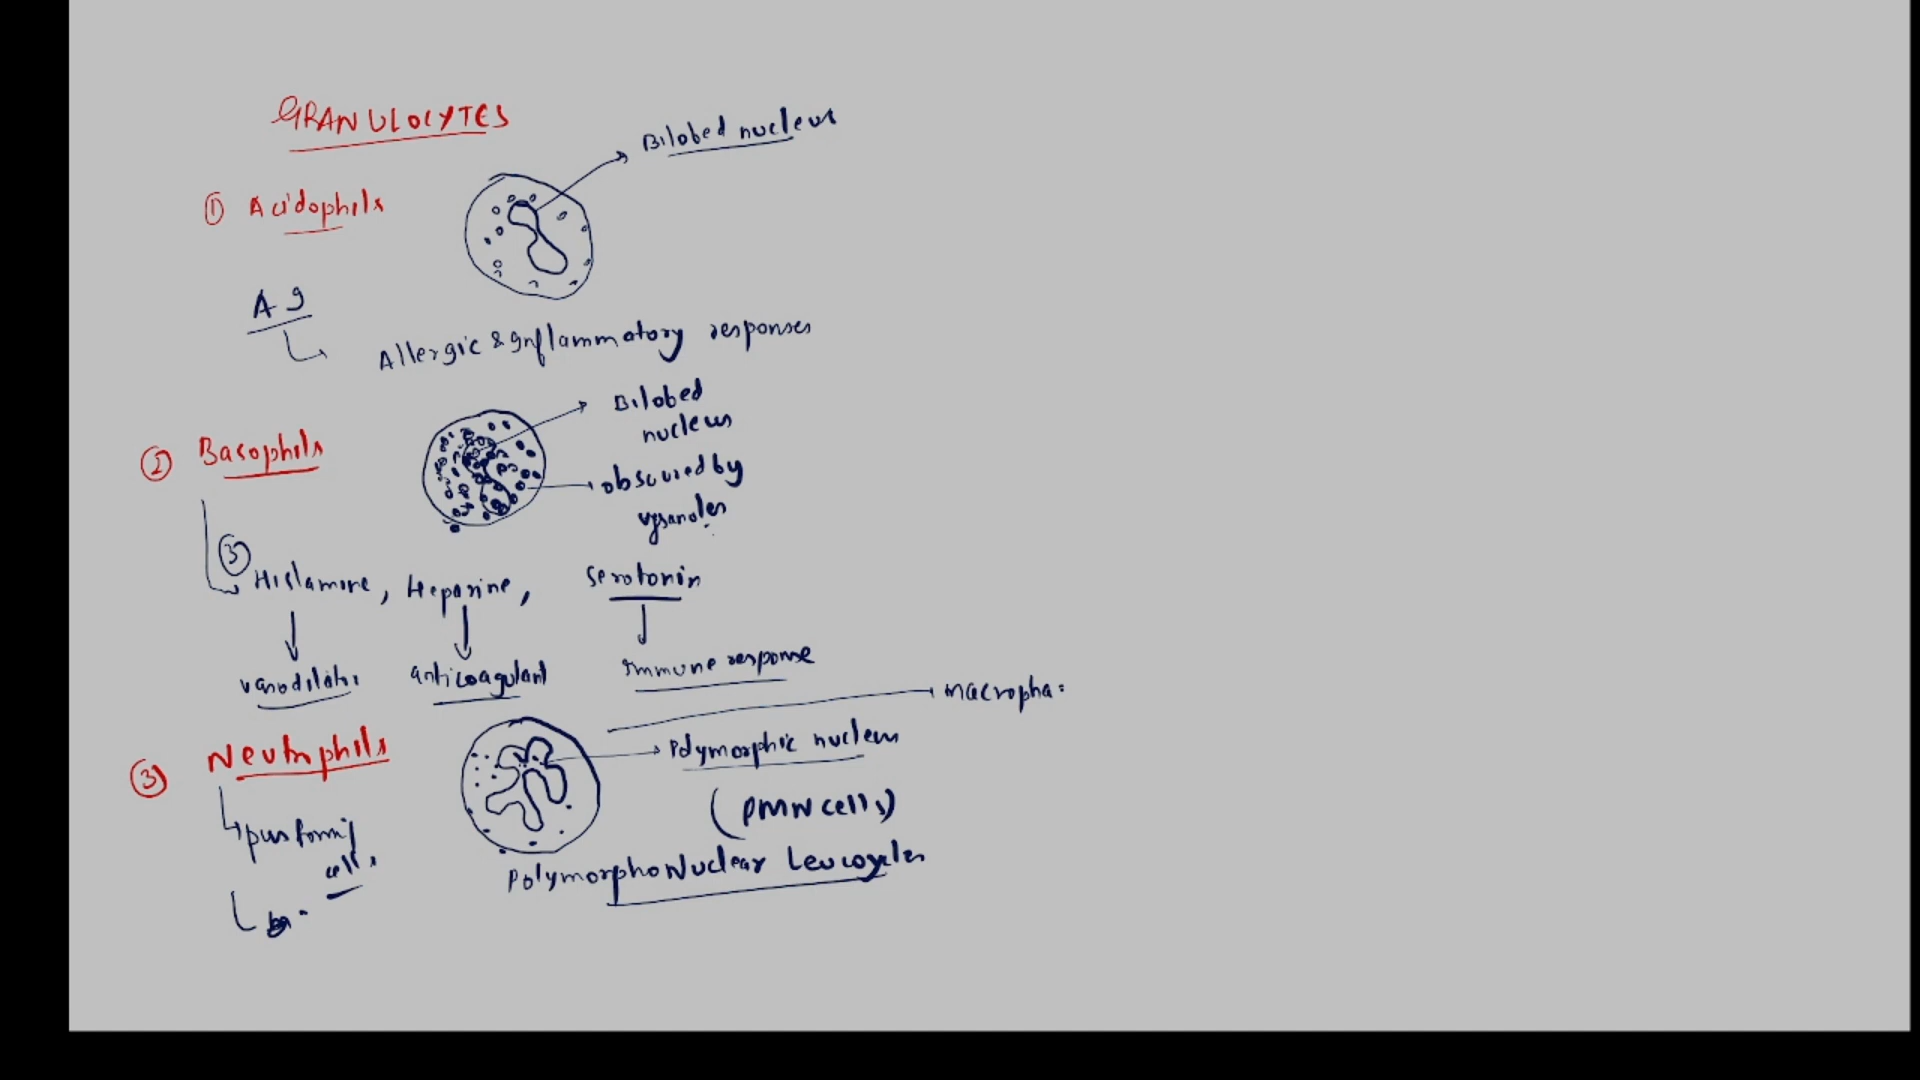 GRANULOCYTES
Bilobed nucleus
① Acidophils
A I
Allergic & Inflammatory responses
② Basophils
Bilobed
nucleus
obscured by
granules
③
Histamine, Heparine, Serotonin
vasodilator anticoagulant Immune response
macropha
③ Neutrophils
Polymorphic nucleus
(PMN cells)
pus forming
cells
PolymorphoNuclear Leucocytes